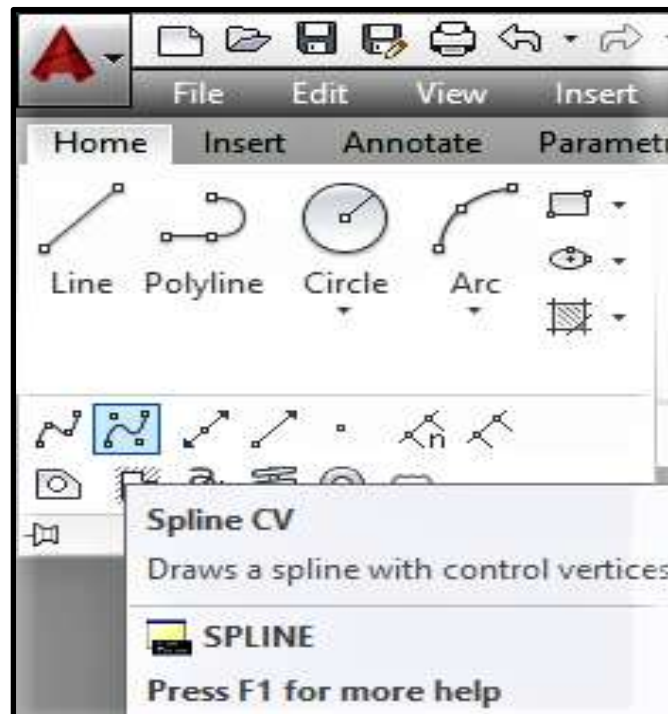 File Edit View Insert
Home Insert Annotate Parametr
Line Polyline Circle Arc
n
Spline CV
Draws a spline with control vertices
SPLINE
Press F1 for more help